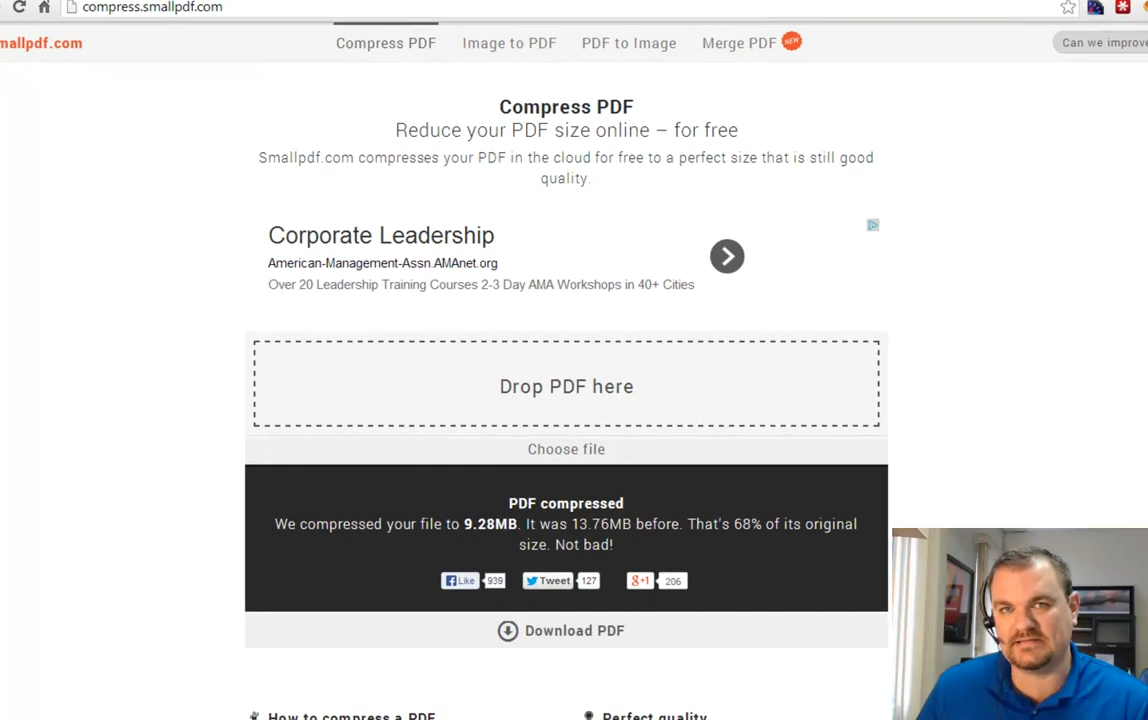 compress.smallpdf.com
mallpdf.com
Compress PDF
Image to PDF
PDF to Image
Merge PDF
NEW
Can we improve
Compress PDF
Reduce your PDF size online – for free
Smallpdf.com compresses your PDF in the cloud for free to a perfect size that is still good
quality.
Corporate Leadership
American-Management-Assn.AMAnet.org
Over 20 Leadership Training Courses 2-3 Day AMA Workshops in 40+ Cities
Drop PDF here
Choose file
PDF compressed
We compressed your file to 9.28MB. It was 13.76MB before. That's 68% of its original
size. Not bad!
Like 939
Tweet 127
g+1 206
Download PDF
How to compress a PDF
Perfect quality